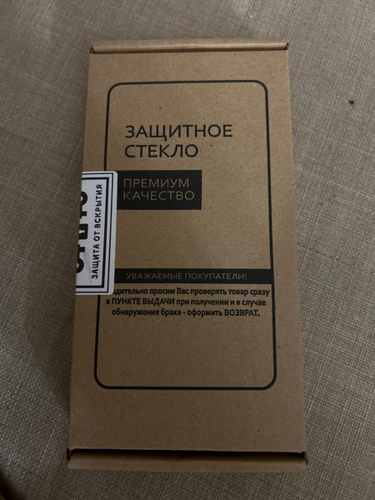 ЗАЩИТНОЕ
СТЕКЛО
ПРЕМИУМ
КАЧЕСТВО
ЗАЩИТА ОТ ВСКРЫТИЯ
УВАЖАЕМЫЕ ПОКУПАТЕЛИ!
просим Вас проверять товар сразу
в ПУНКТЕ ВЫДАЧИ при получении и в случае
обнаружения брака - оформить ВОЗВРАТ.